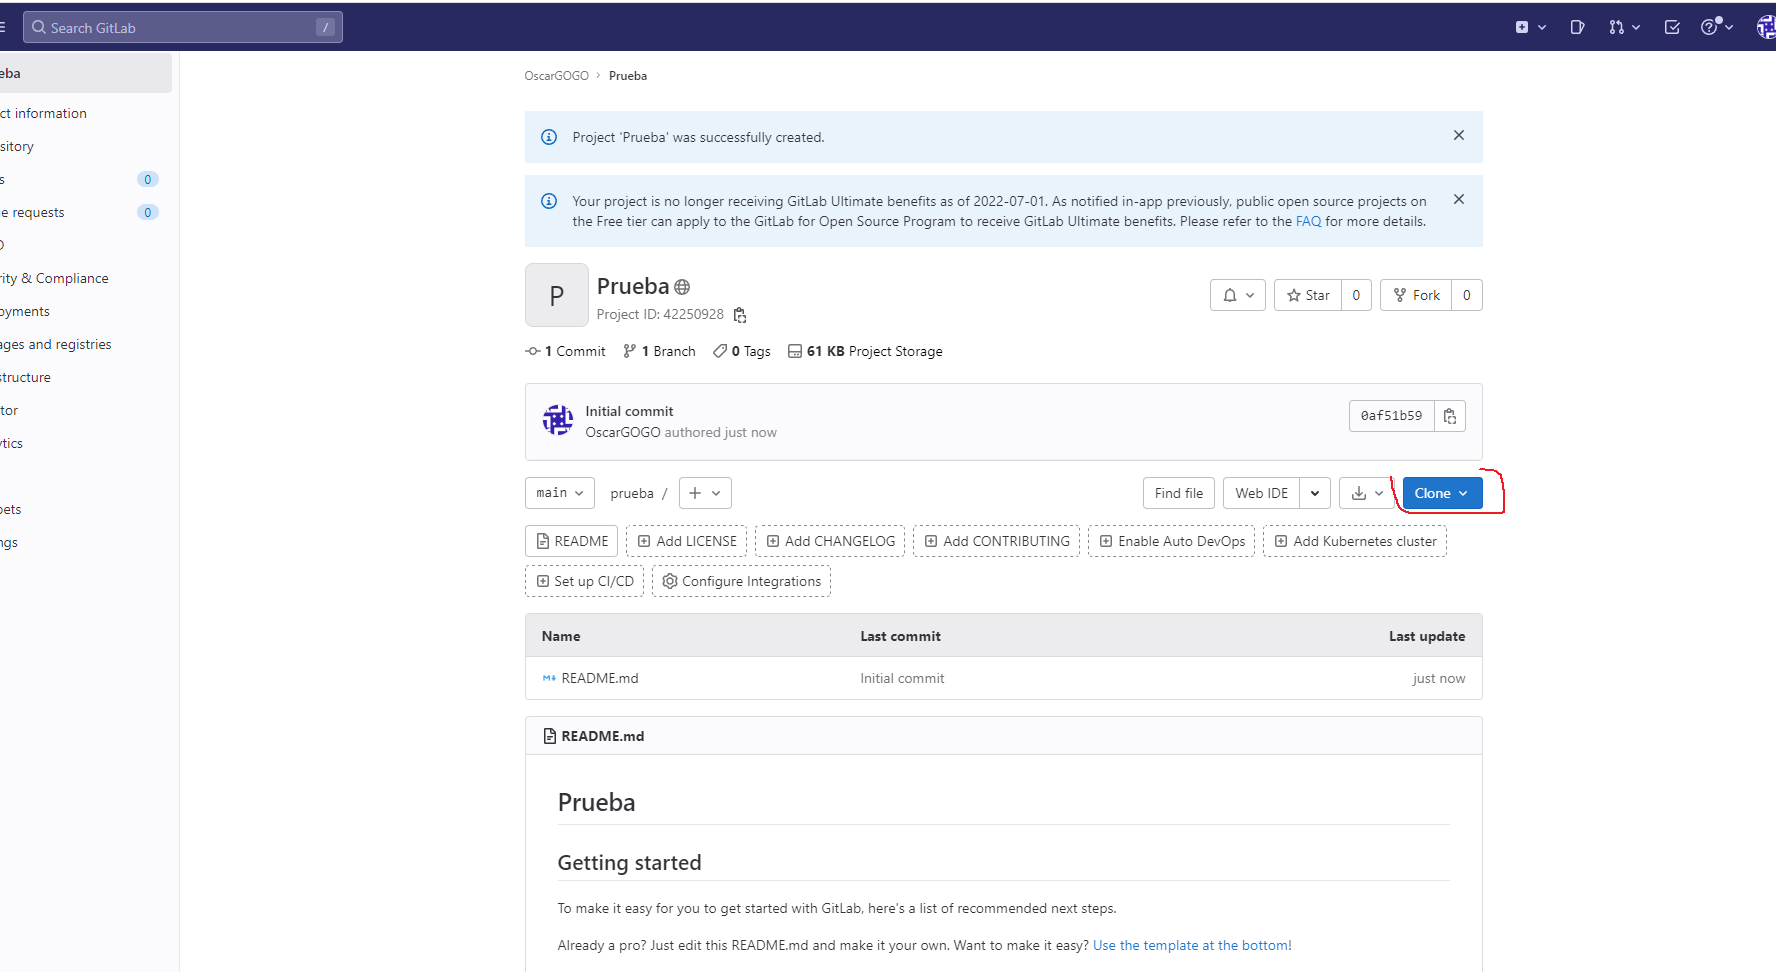 Search GitLab /
eba
ct information
sitory
s 0
e requests 0
rity & Compliance
oyments
ages and registries
structure
tor
tics
ets
ngs
OscarGOGO › Prueba
Project 'Prueba' was successfully created.
Your project is no longer receiving GitLab Ultimate benefits as of 2022-07-01. As notified in-app previously, public open source projects on
the Free tier can apply to the GitLab for Open Source Program to receive GitLab Ultimate benefits. Please refer to the FAQ for more details.
P
Prueba
Project ID: 42250928
Star 0 Fork 0
1 Commit 1 Branch 0 Tags 61 KB Project Storage
Initial commit
OscarGOGO authored just now
0af51b59
main prueba / Find file Web IDE Clone
README Add LICENSE Add CHANGELOG Add CONTRIBUTING Enable Auto DevOps Add Kubernetes cluster
Set up CI/CD Configure Integrations
Name Last commit Last update
README.md Initial commit just now
README.md
Prueba
Getting started
To make it easy for you to get started with GitLab, here's a list of recommended next steps.
Already a pro? Just edit this README.md and make it your own. Want to make it easy? Use the template at the bottom!